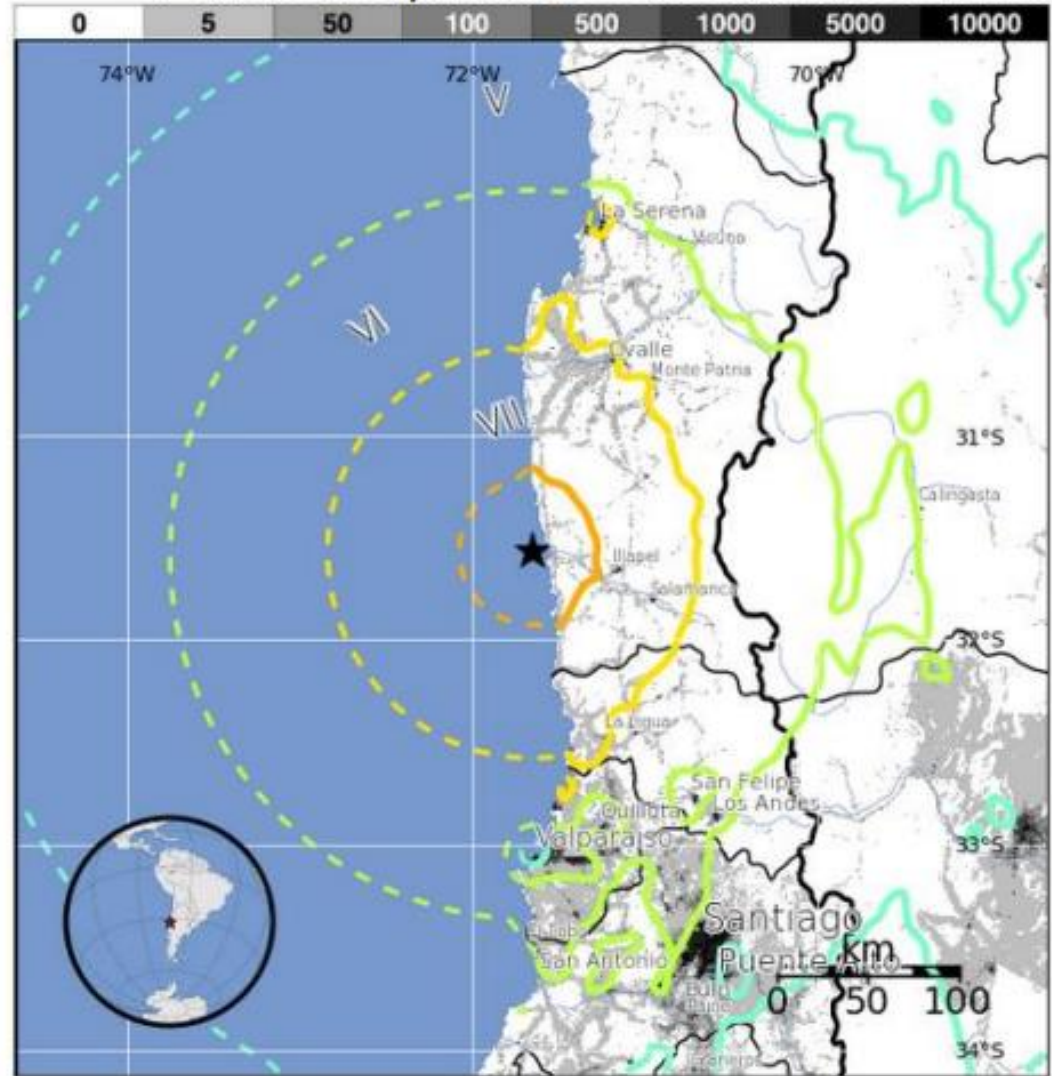 0 5 50 100 500 1000 5000 10000
74°W 72°W 70°W
V
La Serena
Vicuna
VI
Ovalle
Monte Patria
VII
31°S
Calingasta
Illapel
Salamanca
32°S
La Ligua
San Felipe
Quillota Los Andes
Valparaiso
33°S
Santiago
km
San Antonio Puente Alto
Buin
0 50 100
Paine
34°S